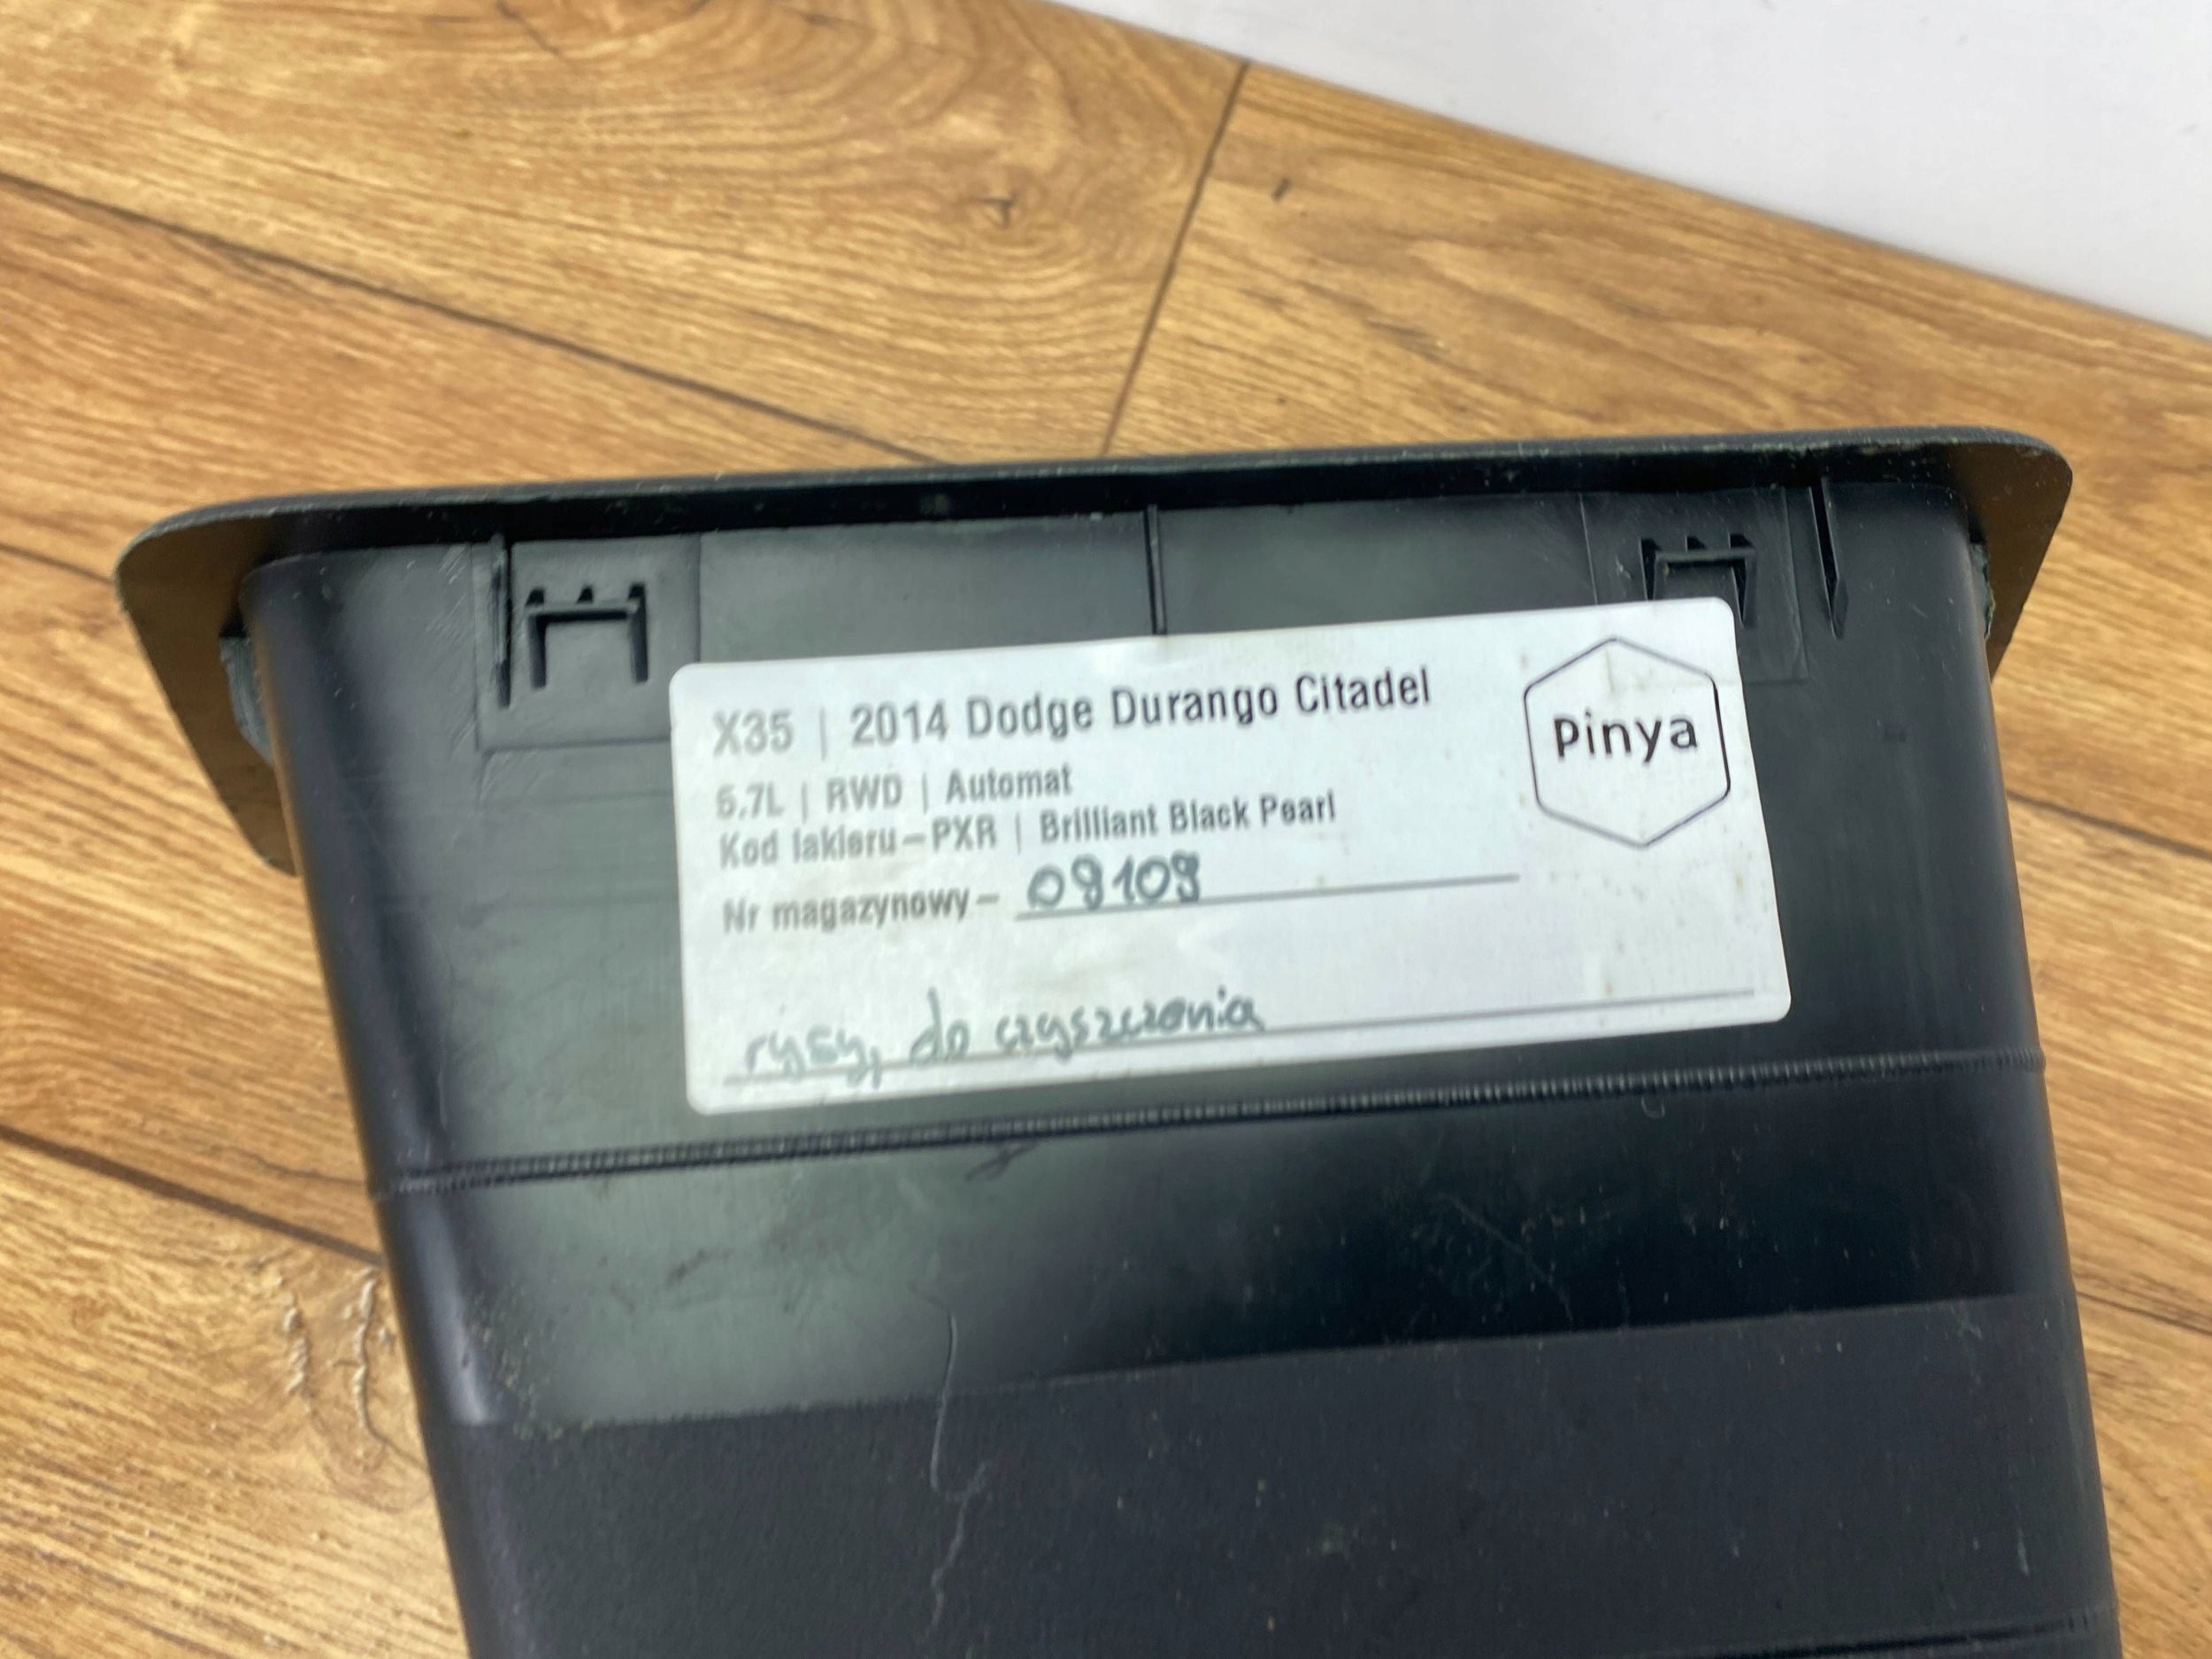 X35 | 2014 Dodge Durango Citadel
Pinya
5.7L | RWD | Automat
Kod lakieru – PXR | Brilliant Black Pearl
Nr magazynowy – 09109
rysy, do czyszczenia